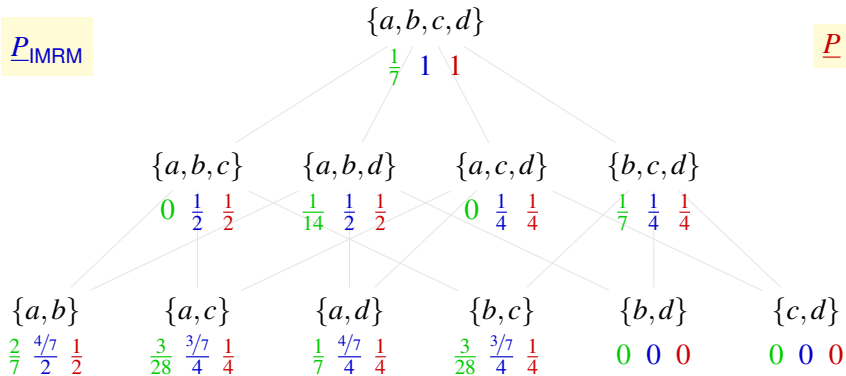 {a,b,c,d}
P_IMRM P
1/7 1 1
{a,b,c} {a,b,d} {a,c,d} {b,c,d}
0 1/2 1/2 1/14 1/2 1/2 0 1/4 1/4 1/7 1/4 1/4
{a,b} {a,c} {a,d} {b,c} {b,d} {c,d}
2/7 4/7/2 1/2 3/28 3/7/4 1/4 1/7 4/7/4 1/4 3/28 3/7/4 1/4 0 0 0 0 0 0